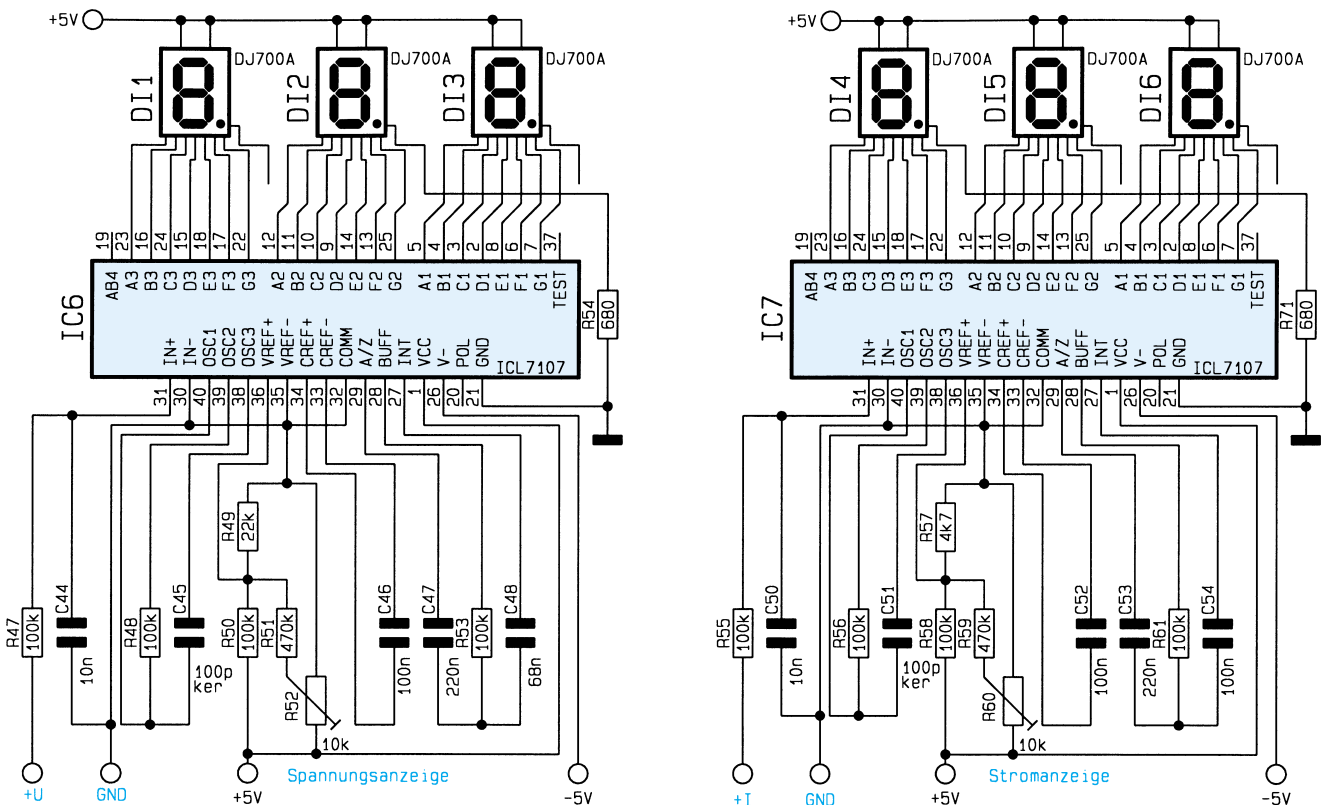 +5V
DJ700A
DJ700A
DJ700A
DI1
DI2
DI3
19 23 16 24 15 18 17 22 12 11 10 9 14 13 25 5 4 3 2 8 6 7 37
AB4 A3 B3 C3 D3 E3 F3 G3 A2 B2 C2 D2 E2 F2 G2 A1 B1 C1 D1 E1 F1 G1 TEST
IC6
R54
680
IN+ IN- OSC1 OSC2 OSC3 VREF+ VREF- CREF+ CREF- COMM A/Z BUFF INT VCC V- POL GND
ICL7107
31 30 40 39 38 36 35 34 33 32 29 28 27 1 26 20 21
R49
22k
R47
100k
C44
10n
R48
100k
C45
100p
ker
R50
100k
R51
470k
R52
10k
C46
100n
C47
220n
R53
100k
C48
68n
+U
GND
+5V
Spannungsanzeige
-5V
+5V
DJ700A
DJ700A
DJ700A
DI4
DI5
DI6
19 23 16 24 15 18 17 22 12 11 10 9 14 13 25 5 4 3 2 8 6 7 37
AB4 A3 B3 C3 D3 E3 F3 G3 A2 B2 C2 D2 E2 F2 G2 A1 B1 C1 D1 E1 F1 G1 TEST
IC7
R71
680
IN+ IN- OSC1 OSC2 OSC3 VREF+ VREF- CREF+ CREF- COMM A/Z BUFF INT VCC V- POL GND
ICL7107
31 30 40 39 38 36 35 34 33 32 29 28 27 1 26 20 21
R57
4k7
R55
100k
C50
10n
R56
100k
C51
100p
ker
R58
100k
R59
470k
R60
10k
C52
100n
C53
220n
R61
100k
C54
100n
+I
GND
+5V
Stromanzeige
-5V